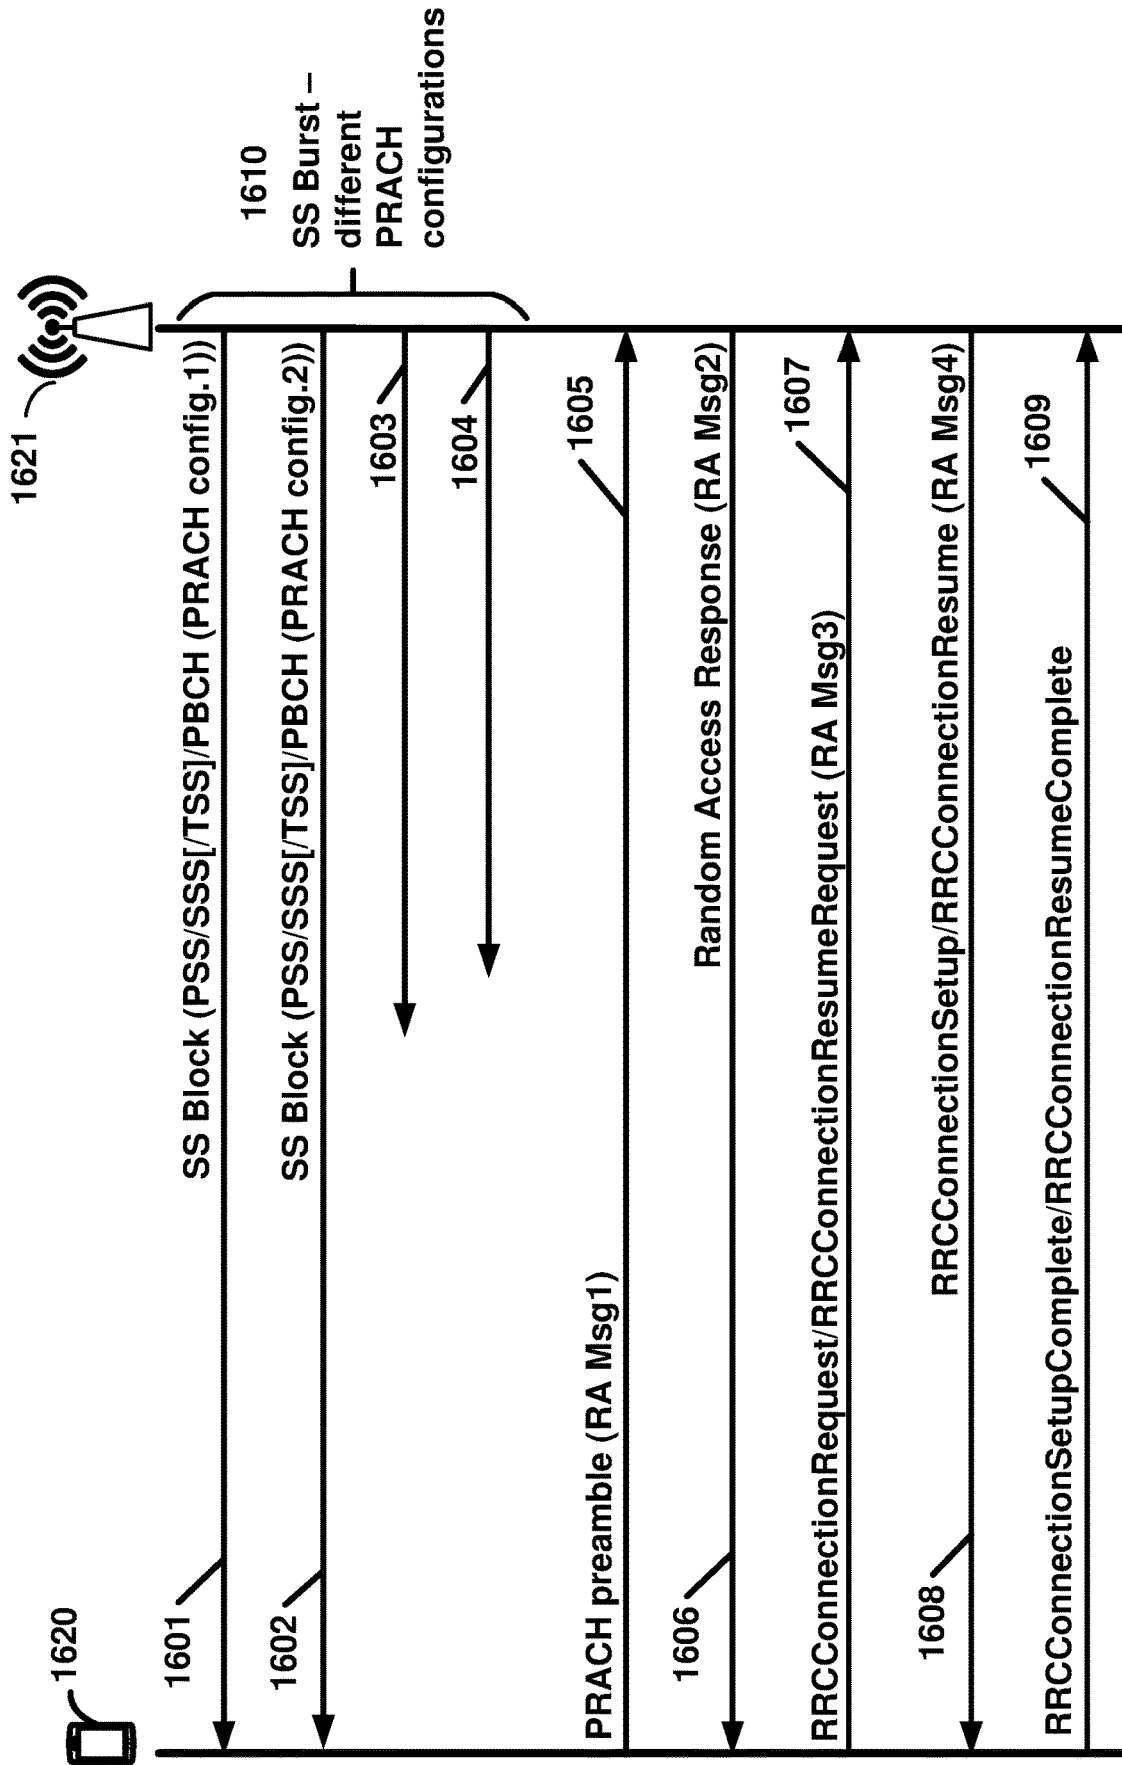 1620
1621
SS Block (PSS/SSS[/TSS]/PBCH (PRACH config.1))
1601
SS Block (PSS/SSS[/TSS]/PBCH (PRACH config.2))
1602
1603
1604
1610
SS Burst –
different
PRACH
configurations
PRACH preamble (RA Msg1)
1605
Random Access Response (RA Msg2)
1606
RRCConnectionRequest/RRCConnectionResumeRequest (RA Msg3)
1607
RRCConnectionSetup/RRCConnectionResume (RA Msg4)
1608
RRCConnectionSetupComplete/RRCConnectionResumeComplete
1609